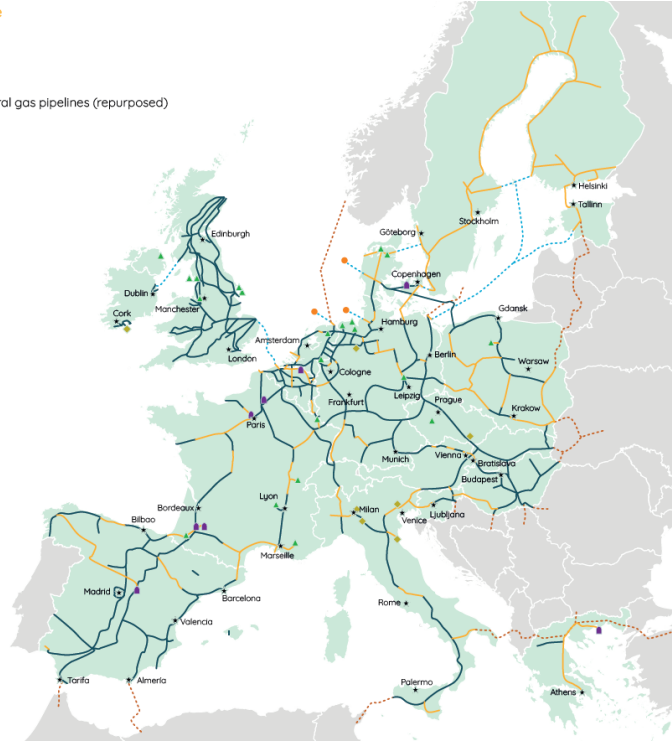 ral gas pipelines (repurposed)
Helsinki
Tallinn
Stockholm
Göteborg
Edinburgh
Copenhagen
Dublin
Manchester
Cork
Gdansk
Hamburg
Amsterdam
London
Berlin
Warsaw
Cologne
Leipzig
Prague
Frankfurt
Krakow
Paris
Munich
Vienna
Bratislava
Budapest
Lyon
Bordeaux
Milan
Venice
Ljubljana
Bilbao
Marseille
Madrid
Barcelona
Rome
Valencia
Tarifa
Almería
Palermo
Athens